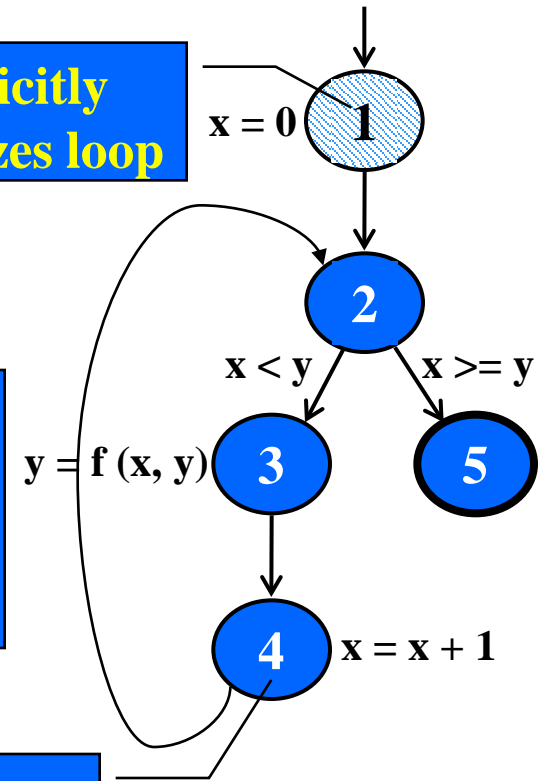 icitly
zes loop
x = 0
1
2
x < y
x >= y
y = f (x, y)
3
5
4
x = x + 1